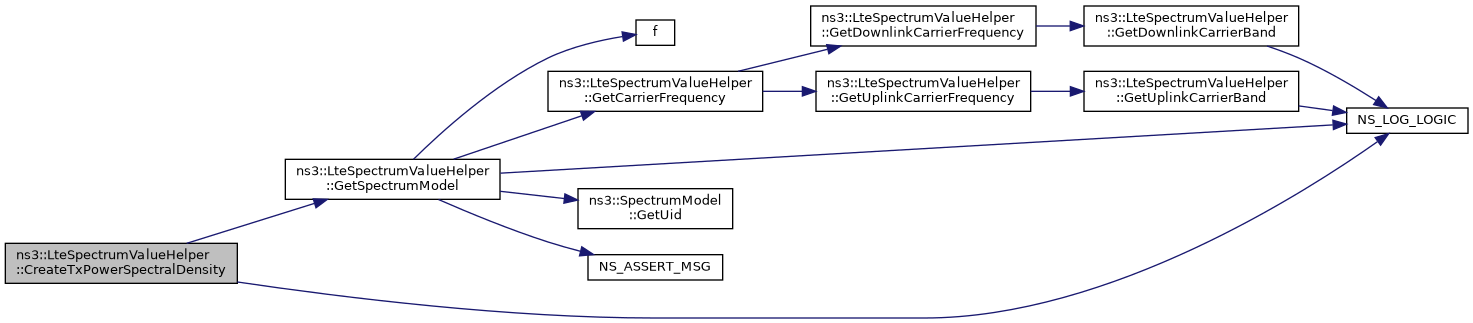 ns3::LteSpectrumValueHelper
::CreateTxPowerSpectralDensity
ns3::LteSpectrumValueHelper
::GetSpectrumModel
f
ns3::LteSpectrumValueHelper
::GetCarrierFrequency
ns3::SpectrumModel
::GetUid
NS_ASSERT_MSG
ns3::LteSpectrumValueHelper
::GetDownlinkCarrierFrequency
ns3::LteSpectrumValueHelper
::GetUplinkCarrierFrequency
ns3::LteSpectrumValueHelper
::GetDownlinkCarrierBand
ns3::LteSpectrumValueHelper
::GetUplinkCarrierBand
NS_LOG_LOGIC